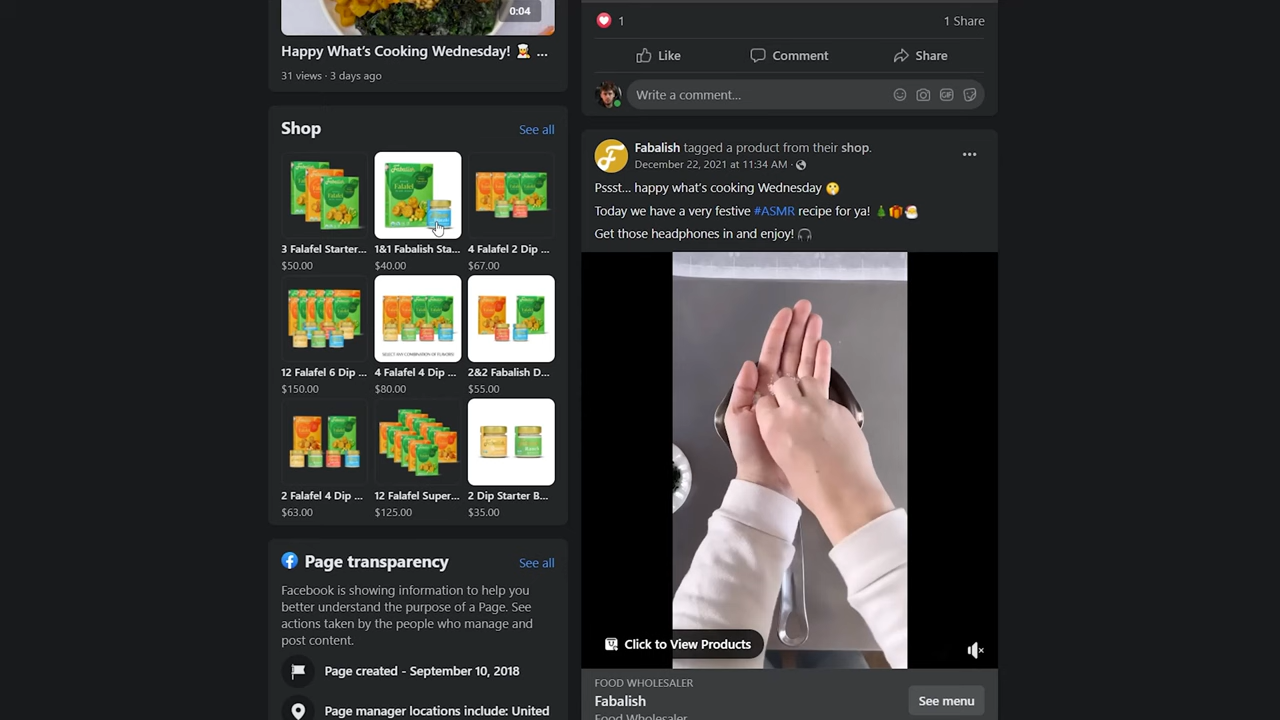 0:04
Happy What's Cooking Wednesday! 👨‍🍳 ...
31 views · 3 days ago
Shop
See all
3 Falafel Starter...
$50.00
1&1 Fabalish Sta...
$40.00
4 Falafel 2 Dip ...
$67.00
12 Falafel 6 Dip ...
$150.00
SELECT ANY COMBINATION OF FLAVORS!
4 Falafel 4 Dip ...
$80.00
2&2 Fabalish D...
$55.00
2 Falafel 4 Dip ...
$63.00
12 Falafel Super...
$125.00
2 Dip Starter B...
$35.00
Page transparency
See all
Facebook is showing information to help you
better understand the purpose of a Page. See
actions taken by the people who manage and
post content.
Page created - September 10, 2018
Page manager locations include: United
1
1 Share
Like
Comment
Share
Write a comment...
Fabalish tagged a product from their shop.
December 22, 2021 at 11:34 AM ·
Pssst... happy what's cooking Wednesday 🤫
Today we have a very festive #ASMR recipe for ya! 🎄🎁🎅
Get those headphones in and enjoy! 🎧
Click to View Products
FOOD WHOLESALER
Fabalish
Food Wholesaler
See menu